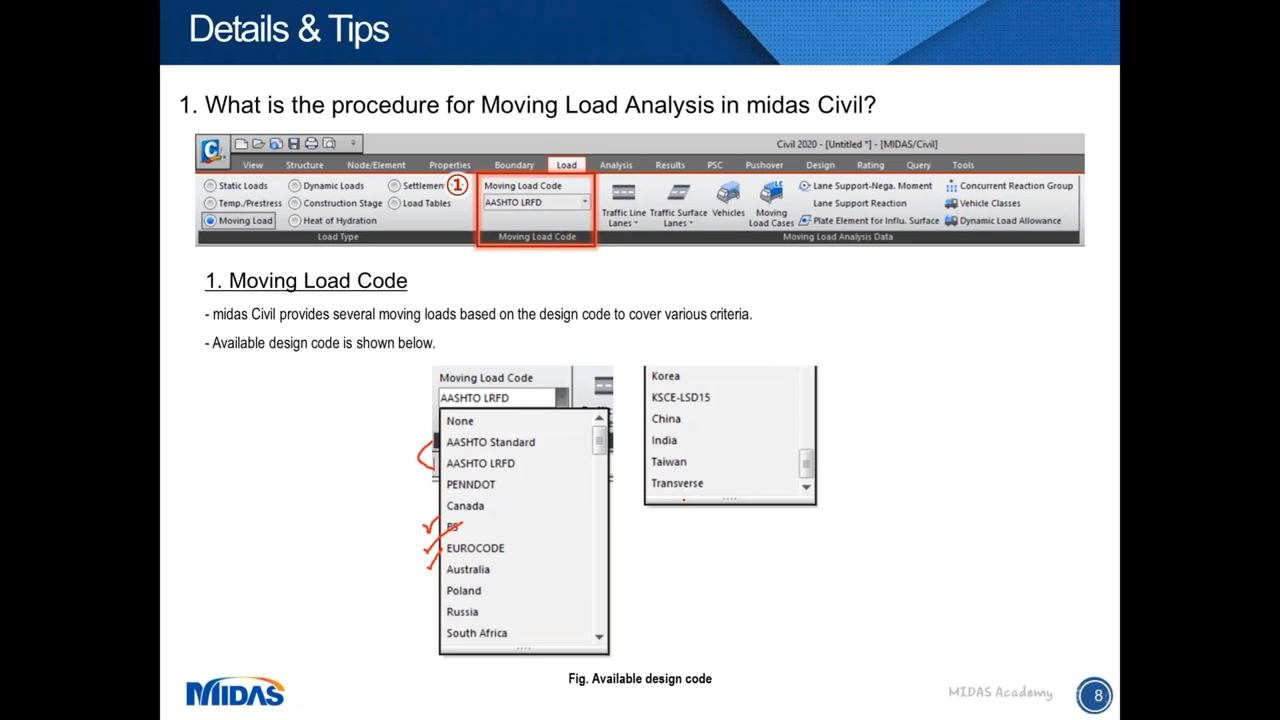 Details & Tips
1. What is the procedure for Moving Load Analysis in midas Civil?
Civil 2020 - [Untitled *] - [MIDAS/Civil]
View Structure Node/Element Properties Boundary Load Analysis Results PSC Pushover Design Rating Query Tools
Static Loads Dynamic Loads Settlemen 1 Moving Load Code Lane Support-Nega. Moment Concurrent Reaction Group
Temp./Prestress Construction Stage Load Tables AASHTO LRFD Lane Support Reaction Vehicle Classes
Moving Load Heat of Hydration Traffic Line Lanes Traffic Surface Lanes Vehicles Moving Load Cases Plate Element for Influ. Surface Dynamic Load Allowance
Load Type Moving Load Code Moving Load Analysis Data
1. Moving Load Code
- midas Civil provides several moving loads based on the design code to cover various criteria.
- Available design code is shown below.
Moving Load Code
AASHTO LRFD
None
AASHTO Standard
AASHTO LRFD
PENNDOT
Canada
BS
EUROCODE
Australia
Poland
Russia
South Africa
Korea
KSCE-LSD15
China
India
Taiwan
Transverse
Fig. Available design code
MIDAS
MIDAS Academy
8